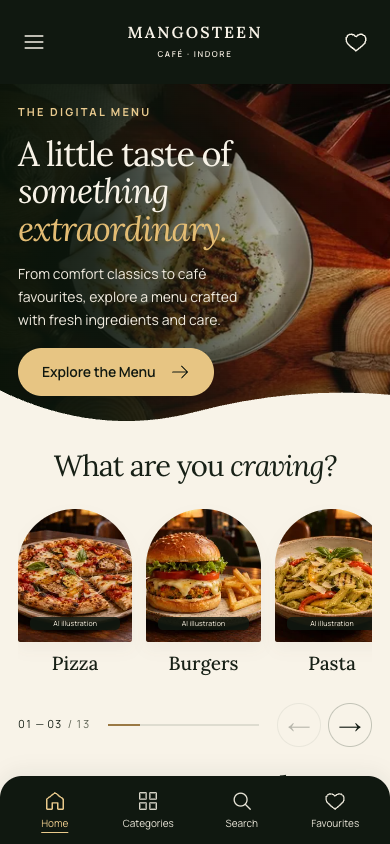 MANGOSTEEN
CAFÉ · INDORE
THE DIGITAL MENU
A little taste of
something
extraordinary.
From comfort classics to café
favourites, explore a menu crafted
with fresh ingredients and care.
Explore the Menu →
What are you craving?
AI illustration
AI illustration
AI illustration
Pizza
Burgers
Pasta
01 — 03 / 13
← →
Home
Categories
Search
Favourites